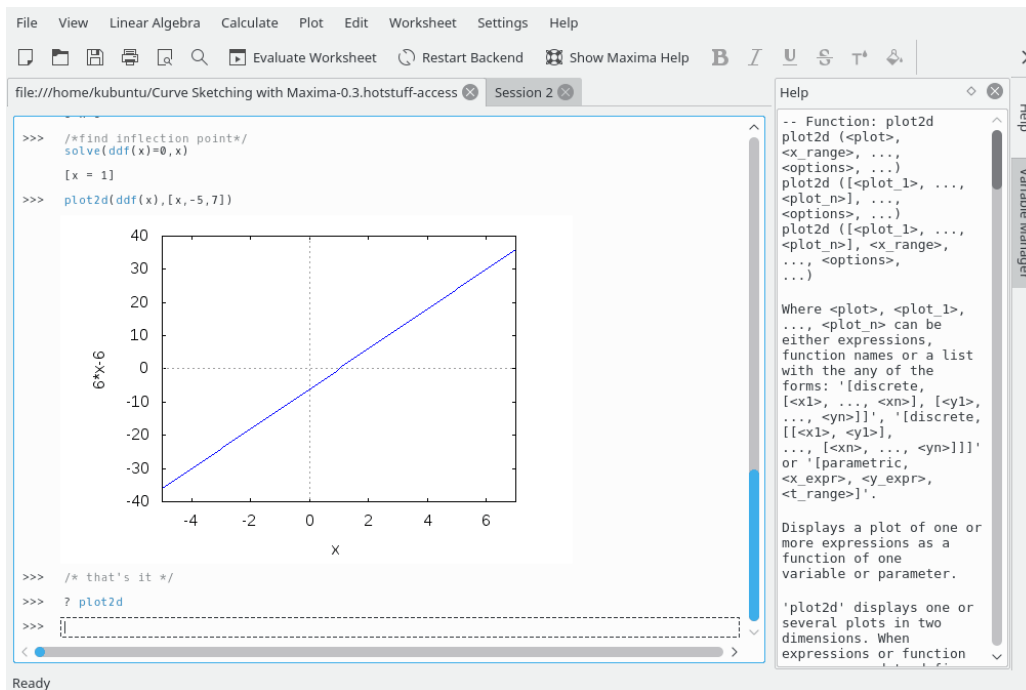 File View Linear Algebra Calculate Plot Edit Worksheet Settings Help
Evaluate Worksheet Restart Backend Show Maxima Help B I U S T
file:///home/kubuntu/Curve Sketching with Maxima-0.3.hotstuff-access Session 2
>>> /*find inflection point*/
solve(ddf(x)=0,x)
[x = 1]
>>> plot2d(ddf(x),[x,-5,7])
40
30
20
10
0
-10
-20
-30
-40
6*x-6
-4 -2 0 2 4 6
x
>>> /* that's it */
>>> ? plot2d
>>>
Help
-- Function: plot2d
plot2d (<plot>,
<x_range>, ...,
<options>, ...)
plot2d ([<plot_1>, ...,
<plot_n>], ...,
<options>, ...)
plot2d ([<plot_1>, ...,
<plot_n>], <x_range>,
..., <options>,
...)
Where <plot>, <plot_1>,
..., <plot_n> can be
either expressions,
function names or a list
with the any of the
forms: '[discrete,
[<x1>, ..., <xn>], [<y1>,
..., <yn>]]', '[discrete,
[[<x1>, <y1>],
..., [<xn>, ..., <yn>]]]'
or '[parametric,
<x_expr>, <y_expr>,
<t_range>]'.
Displays a plot of one or
more expressions as a
function of one
variable or parameter.
'plot2d' displays one or
several plots in two
dimensions. When
expressions or function
Help
Variable Manager
Ready